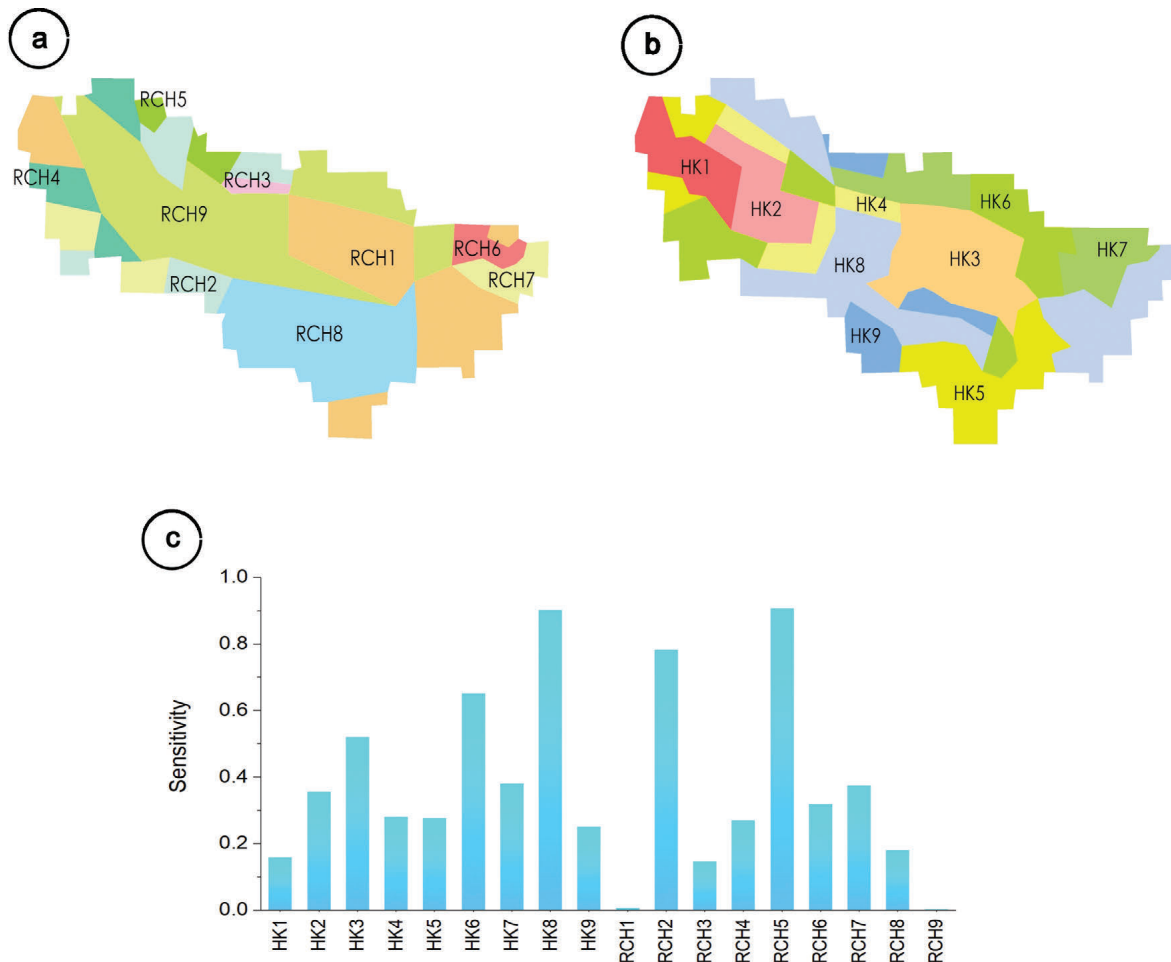 a
RCH5
RCH4
RCH3
RCH9
RCH6
RCH1
RCH2
RCH7
RCH8
b
HK1
HK2
HK4
HK6
HK7
HK3
HK8
HK9
HK5
c
Sensitivity
1.0
0.8
0.6
0.4
0.2
0.0
HK1 HK2 HK3 HK4 HK5 HK6 HK7 HK8 HK9 RCH1 RCH2 RCH3 RCH4 RCH5 RCH6 RCH7 RCH8 RCH9